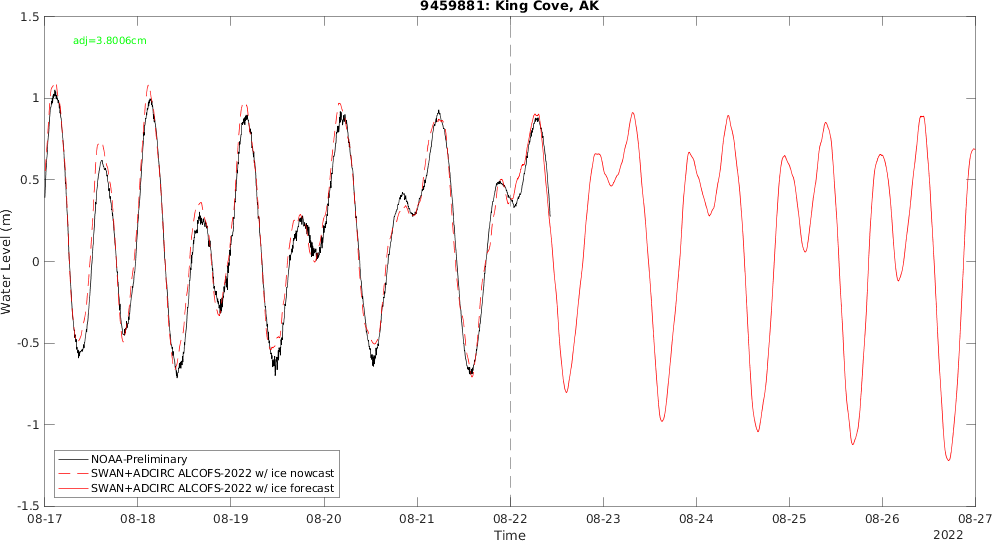 9459881: King Cove, AK
adj=3.8006cm
1.5
1
0.5
0
-0.5
-1
-1.5
Water Level (m)
NOAA-Preliminary
SWAN+ADCIRC ALCOFS-2022 w/ ice nowcast
SWAN+ADCIRC ALCOFS-2022 w/ ice forecast
08-17 08-18 08-19 08-20 08-21 08-22 08-23 08-24 08-25 08-26 08-27
Time
2022